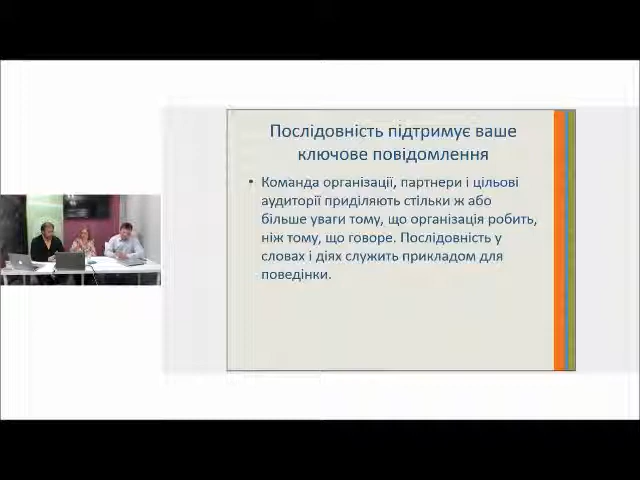 Послідовність підтримує ваше
ключове повідомлення
• Команда організації, партнери і цільові
аудиторії приділяють стільки ж або
більше уваги тому, що організація робить,
ніж тому, що говоре. Послідовність у
словах і діях служить прикладом для
поведінки.